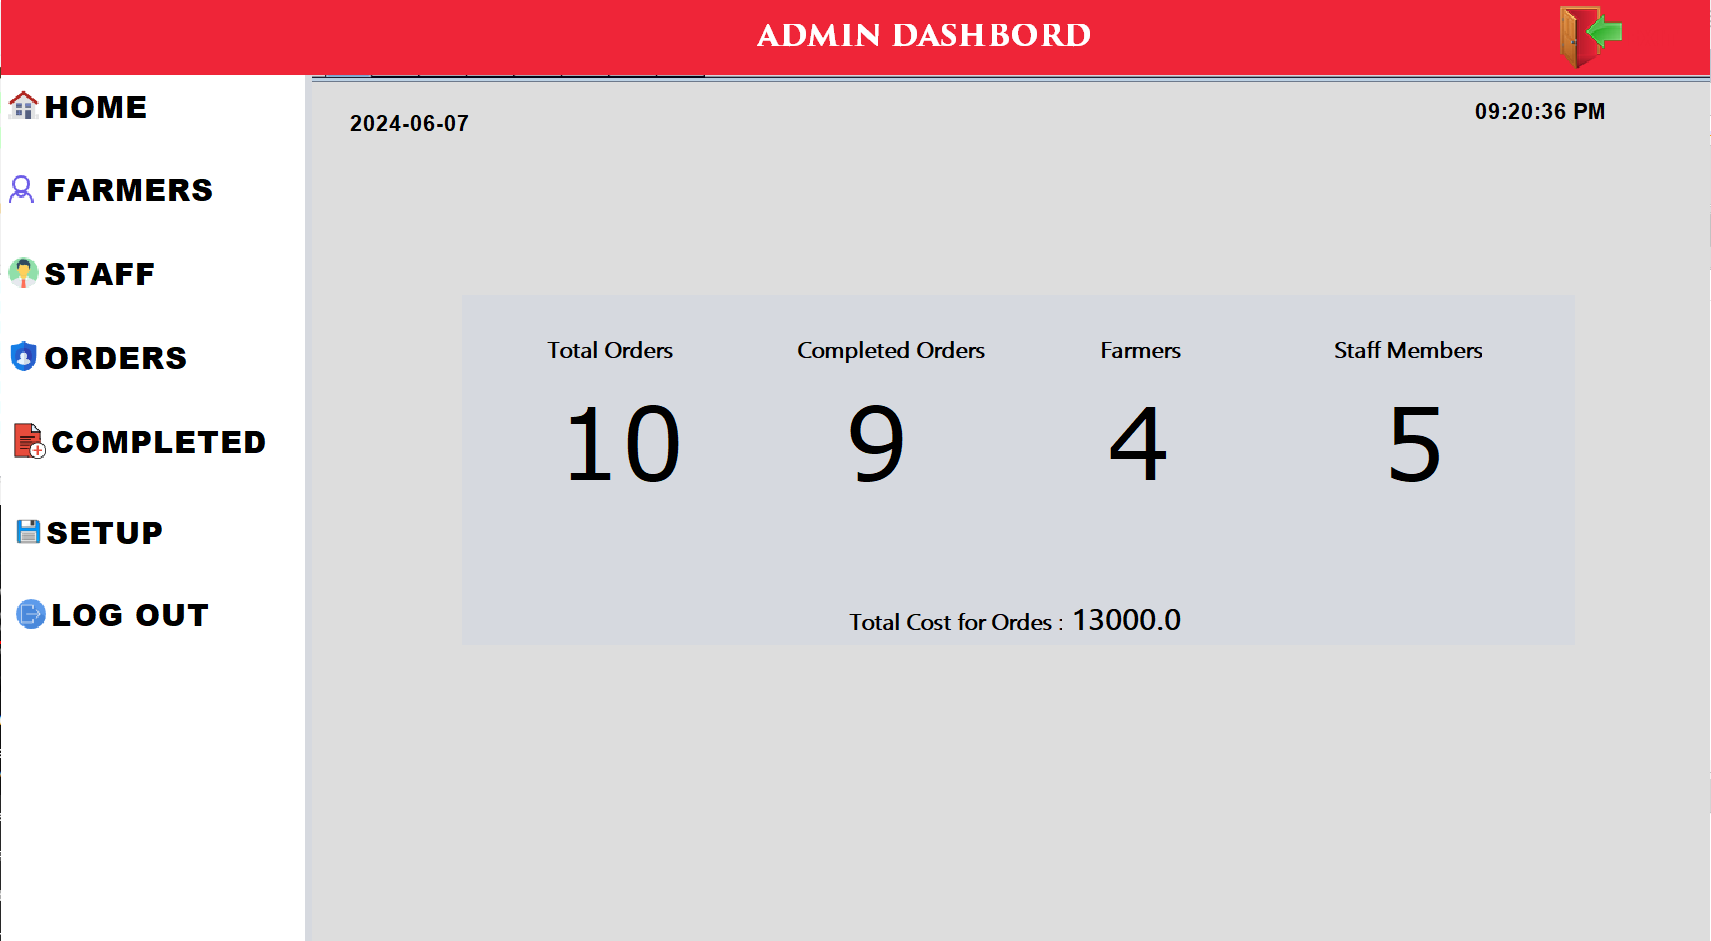 ADMIN DASHBORD
HOME
FARMERS
STAFF
ORDERS
COMPLETED
SETUP
LOG OUT
2024-06-07
09:20:36 PM
Total Orders
Completed Orders
Farmers
Staff Members
10
9
4
5
Total Cost for Ordes : 13000.0